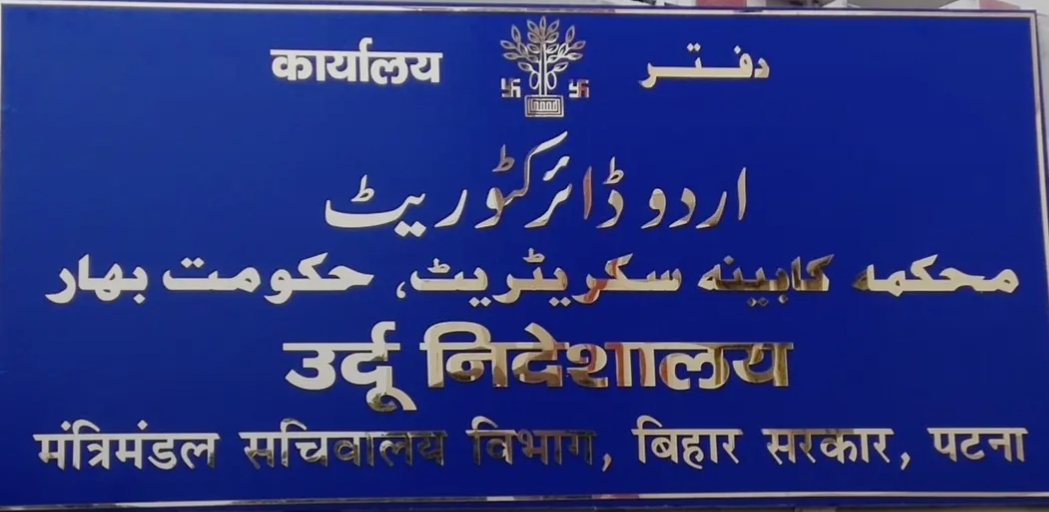 कार्यालय دفتر
اردو ڈائرکٹوریٹ
محکمہ کابینہ سکریٹریٹ، حکومت بہار
उर्दू निदेशालय
मंत्रिमंडल सचिवालय विभाग, बिहार सरकार, पटना